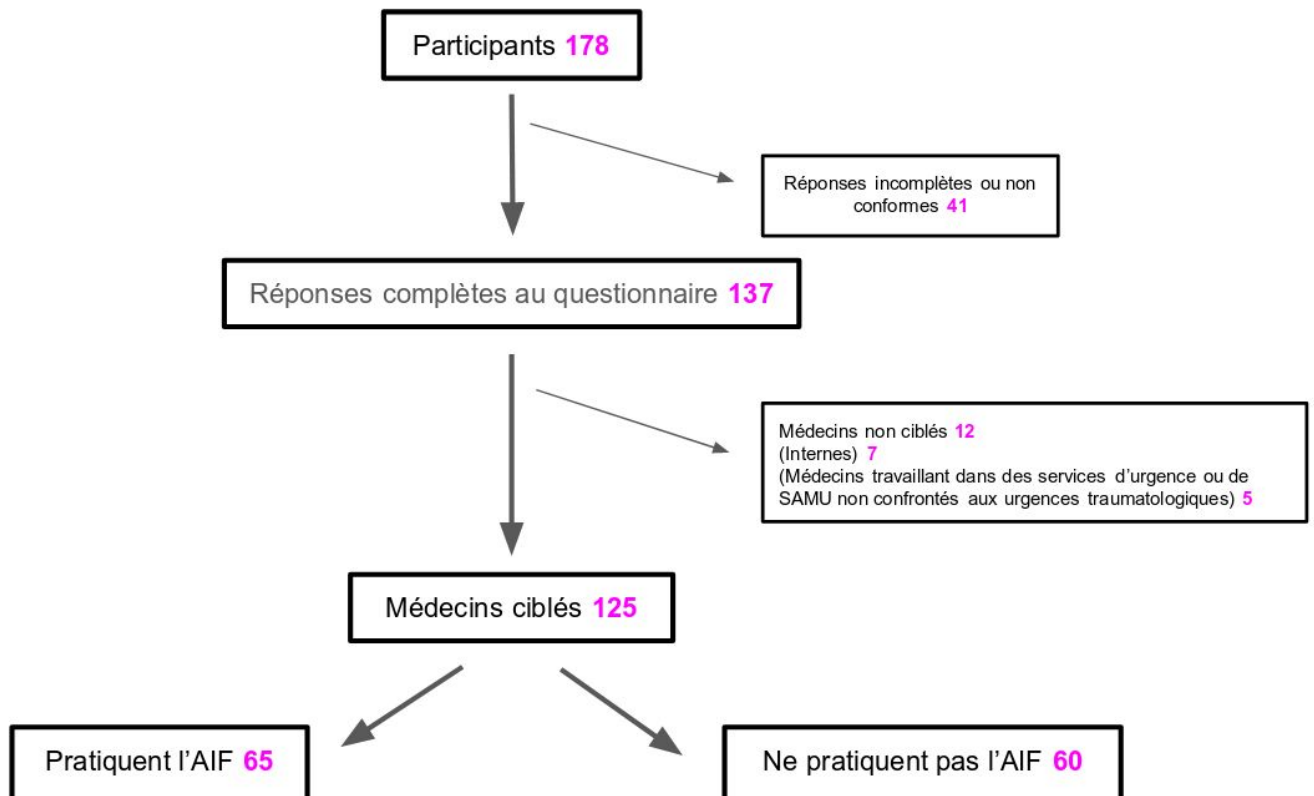 Participants 178
Réponses incomplètes ou non
conformes 41
Réponses complètes au questionnaire 137
Médecins non ciblés 12
(Internes) 7
(Médecins travaillant dans des services d'urgence ou de
SAMU non confrontés aux urgences traumatologiques) 5
Médecins ciblés 125
Pratiquent l'AIF 65
Ne pratiquent pas l'AIF 60